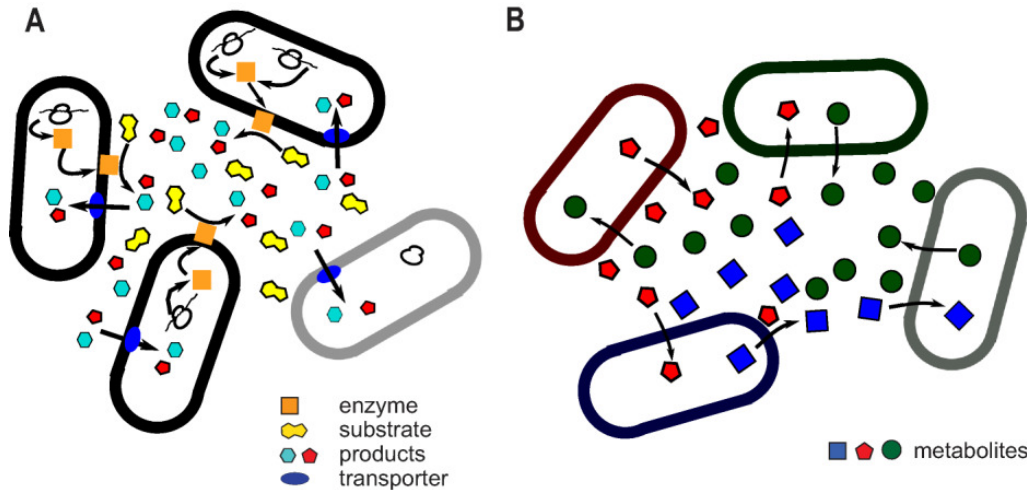 A
B
enzyme
substrate
products
transporter
metabolites